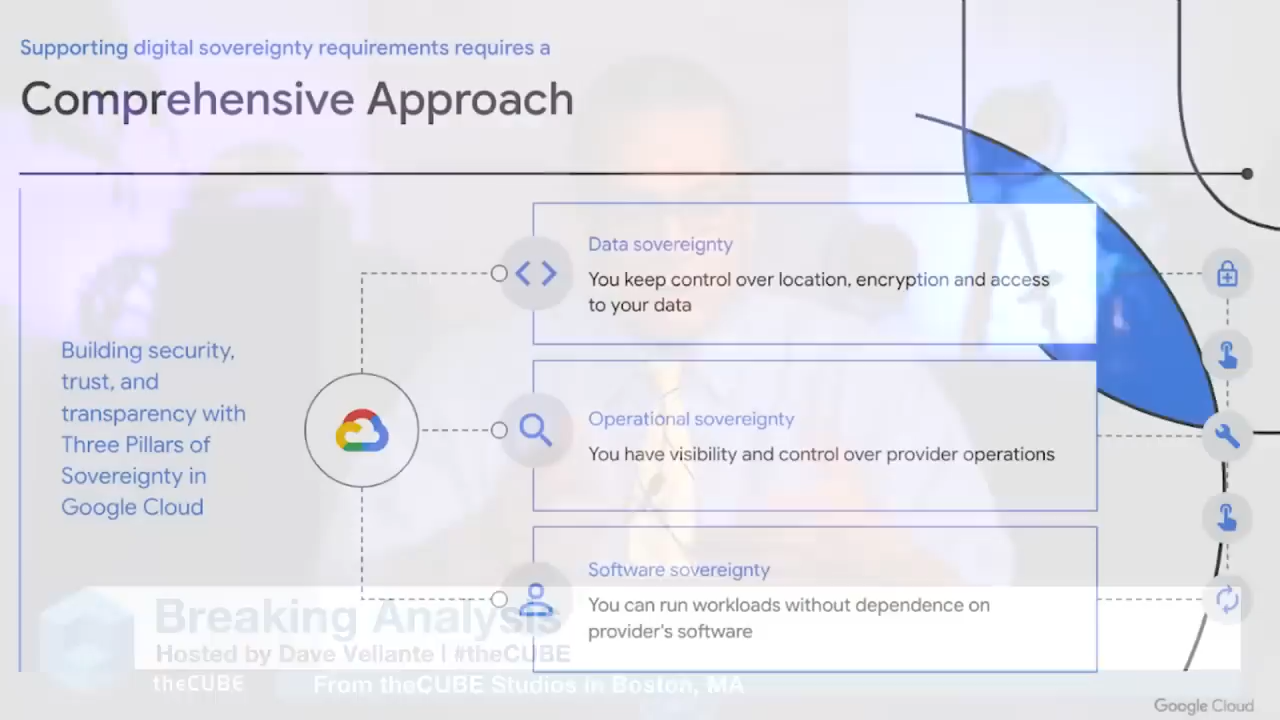 Supporting digital sovereignty requirements requires a
Comprehensive Approach
Building security,
trust, and
transparency with
Three Pillars of
Sovereignty in
Google Cloud
Data sovereignty
You keep control over location, encryption and access
to your data
Operational sovereignty
You have visibility and control over provider operations
Software sovereignty
You can run workloads without dependence on
provider's software
Breaking Analysis
Hosted by Dave Vellante | #theCUBE
theCUBE
From theCUBE Studios in Boston, MA
Google Cloud